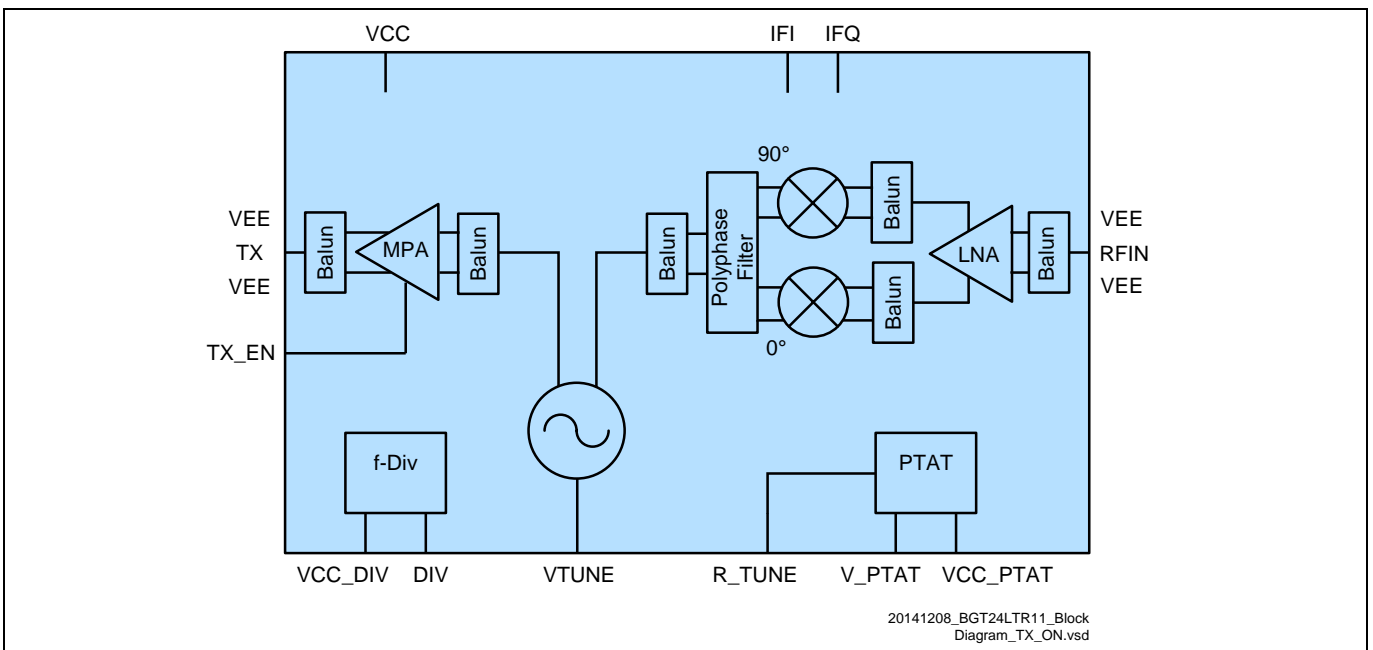 VCC
IFI
IFQ
90°
Balun
Polyphase
Filter
Balun
VEE
TX
VEE
Balun
MPA
Balun
LNA
Balun
VEE
RFIN
VEE
Balun
0°
TX_EN
f-Div
PTAT
VCC_DIV
DIV
VTUNE
R_TUNE
V_PTAT
VCC_PTAT
20141208_BGT24LTR11_Block
Diagram_TX_ON.vsd